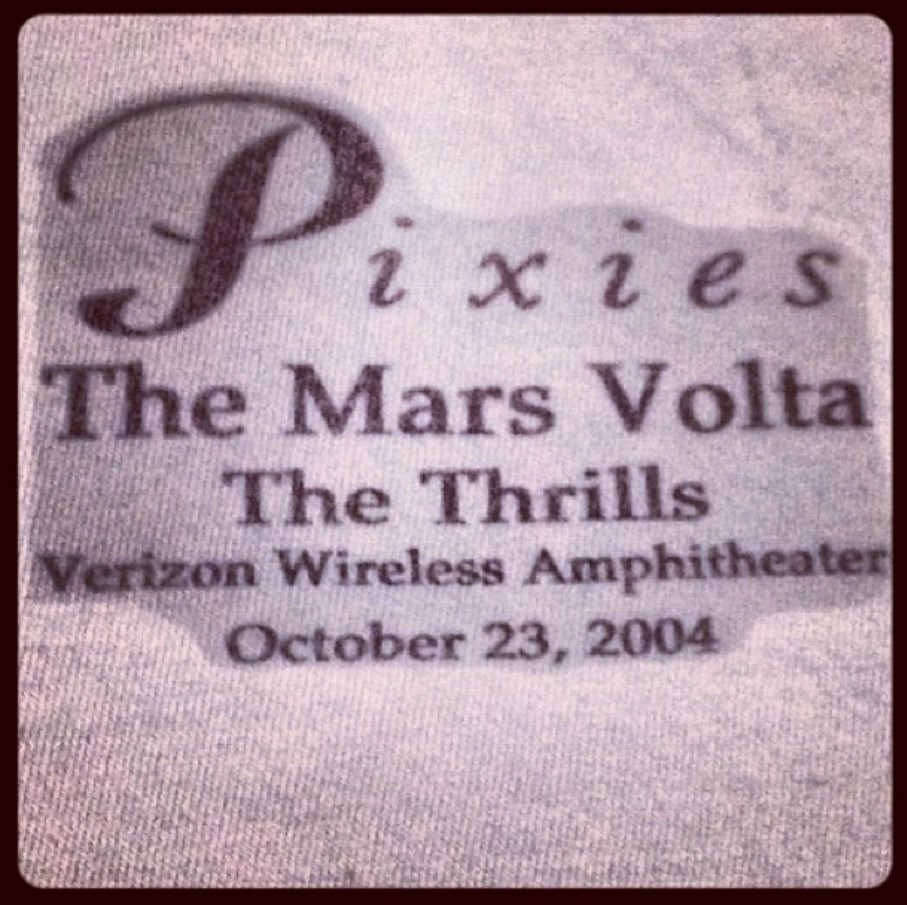 Pixies
The Mars Volta
The Thrills
Verizon Wireless Amphitheater
October 23, 2004